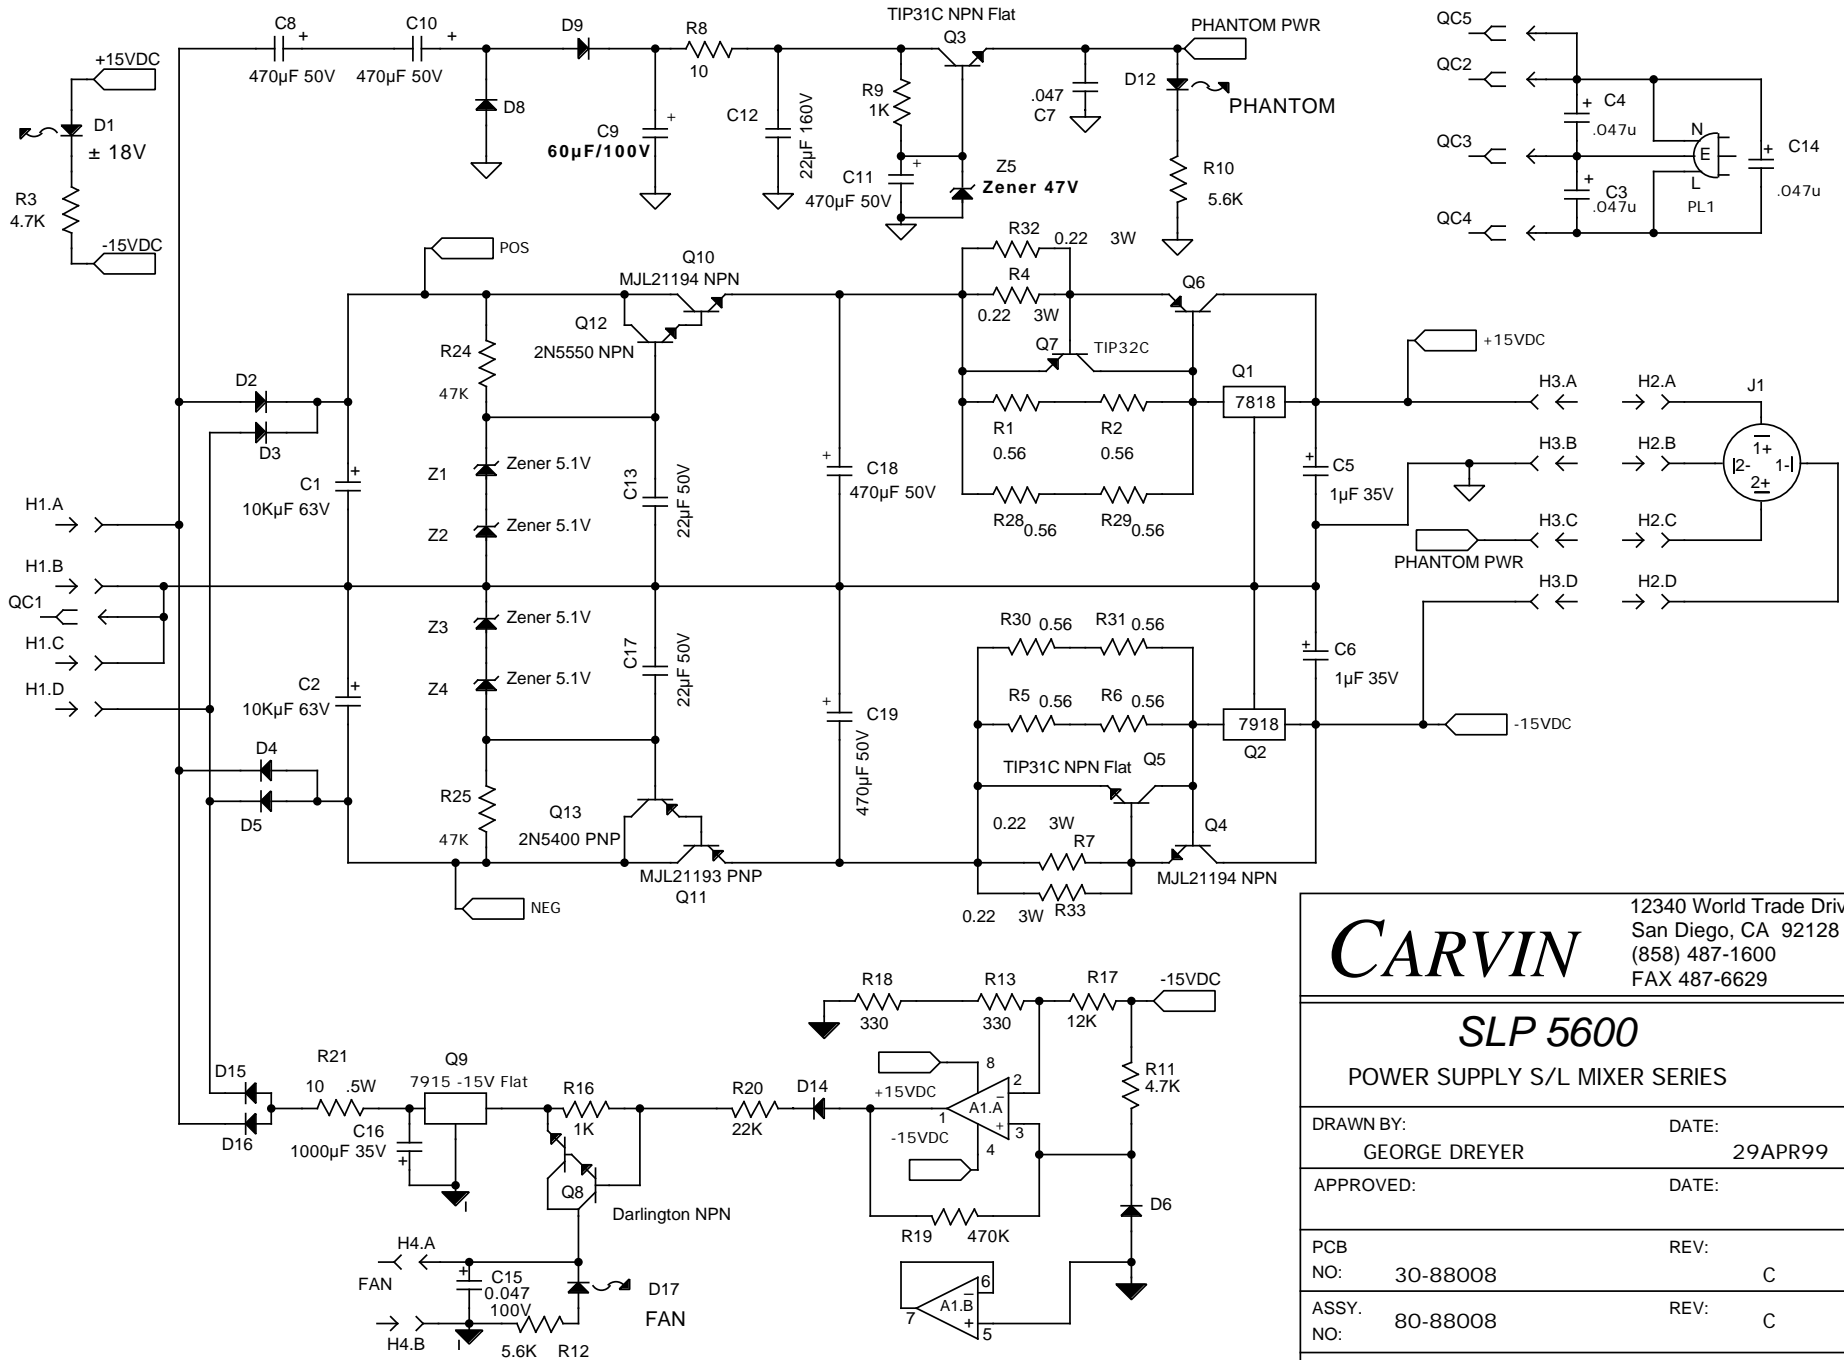 C8
+
470µF 50V
C10
+
470µF 50V
D9
R8
10
TIP31C NPN Flat
Q3
PHANTOM PWR
+15VDC
D1
± 18V
R3
4.7K
-15VDC
D8
C9
+
60µF/100V
C12
22µF 160V
R9
1K
C11
+
470µF 50V
Z5
Zener 47V
.047
C7
D12
PHANTOM
R10
5.6K
QC5
QC2
QC3
QC4
C4
+
.047u
C3
+
.047u
N
E
L
PL1
C14
+
.047u
POS
Q10
MJL21194 NPN
Q12
2N5550 NPN
R24
47K
R32
0.22 3W
R4
0.22 3W
Q6
Q7
TIP32C
R1
0.56
R2
0.56
R28
0.56
R29
0.56
Q1
7818
+15VDC
D2
D3
C1
+
10KµF 63V
Z1
Zener 5.1V
Z2
Zener 5.1V
C13
22µF 50V
C18
+
470µF 50V
C5
+
1µF 35V
H3.A
H2.A
H3.B
H2.B
H3.C
H2.C
H3.D
H2.D
J1
1+
2-
1-
2+
PHANTOM PWR
H1.A
H1.B
QC1
H1.C
H1.D
Z3
Zener 5.1V
Z4
Zener 5.1V
C17
22µF 50V
C2
+
10KµF 63V
C19
+
470µF 50V
R30
0.56
R31
0.56
R5
0.56
R6
0.56
C6
+
1µF 35V
7918
Q2
-15VDC
D4
D5
R25
47K
Q13
2N5400 PNP
MJL21193 PNP
Q11
TIP31C NPN Flat
Q5
0.22 3W
R7
Q4
MJL21194 NPN
0.22 3W
R33
NEG
CARVIN
12340 World Trade Driv
San Diego, CA 92128
(858) 487-1600
FAX 487-6629
SLP 5600
POWER SUPPLY S/L MIXER SERIES
DRAWN BY:
GEORGE DREYER
DATE:
29APR99
APPROVED:
DATE:
PCB
NO: 30-88008
REV:
C
ASSY.
NO: 80-88008
REV:
C
R18
330
R13
330
R17
12K
-15VDC
R11
4.7K
8
+15VDC
2
−
1
A1.A
+
3
-15VDC
4
D15
D16
R21
10 .5W
Q9
7915 -15V Flat
C16
1000µF 35V
+
I
R16
1K
R20
22K
D14
Q8
Darlington NPN
R19
470K
D6
H4.A
FAN
+
C15
0.047
100V
D17
FAN
H4.B
I
5.6K
R12
6
−
A1.B
7
+
5